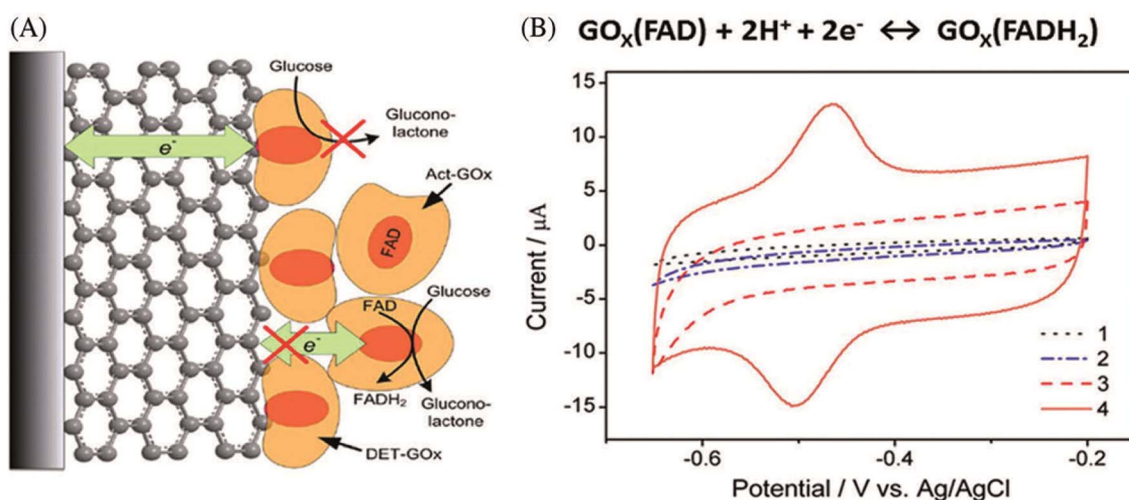 (A)
Glucose
Glucono-
lactone
e⁻
Act-GOx
FAD
FAD
Glucose
e⁻
FADH₂
Glucono-
lactone
DET-GOx
(B) GOₓ(FAD) + 2H⁺ + 2e⁻ ↔ GOₓ(FADH₂)
15
10
5
0
-5
-10
-15
Current / μA
1
2
3
4
-0.6
-0.4
-0.2
Potential / V vs. Ag/AgCl